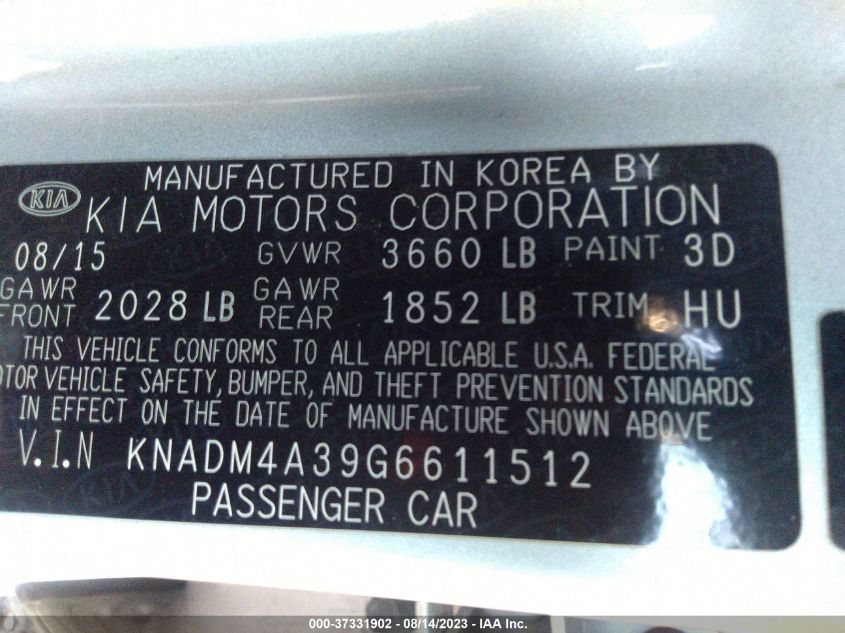 MANUFACTURED IN KOREA BY
KIA KIA MOTORS CORPORATION
08/15 GVWR 3660 LB PAINT 3D
GAWR FRONT 2028 LB GAWR REAR 1852 LB TRIM HU
THIS VEHICLE CONFORMS TO ALL APPLICABLE U.S.A. FEDERAL
OTOR VEHICLE SAFETY, BUMPER, AND THEFT PREVENTION STANDARDS
IN EFFECT ON THE DATE OF MANUFACTURE SHOWN ABOVE
V.I.N KNADM4A39G6611512
PASSENGER CAR
000-37331902 - 08/14/2023 - IAA Inc.